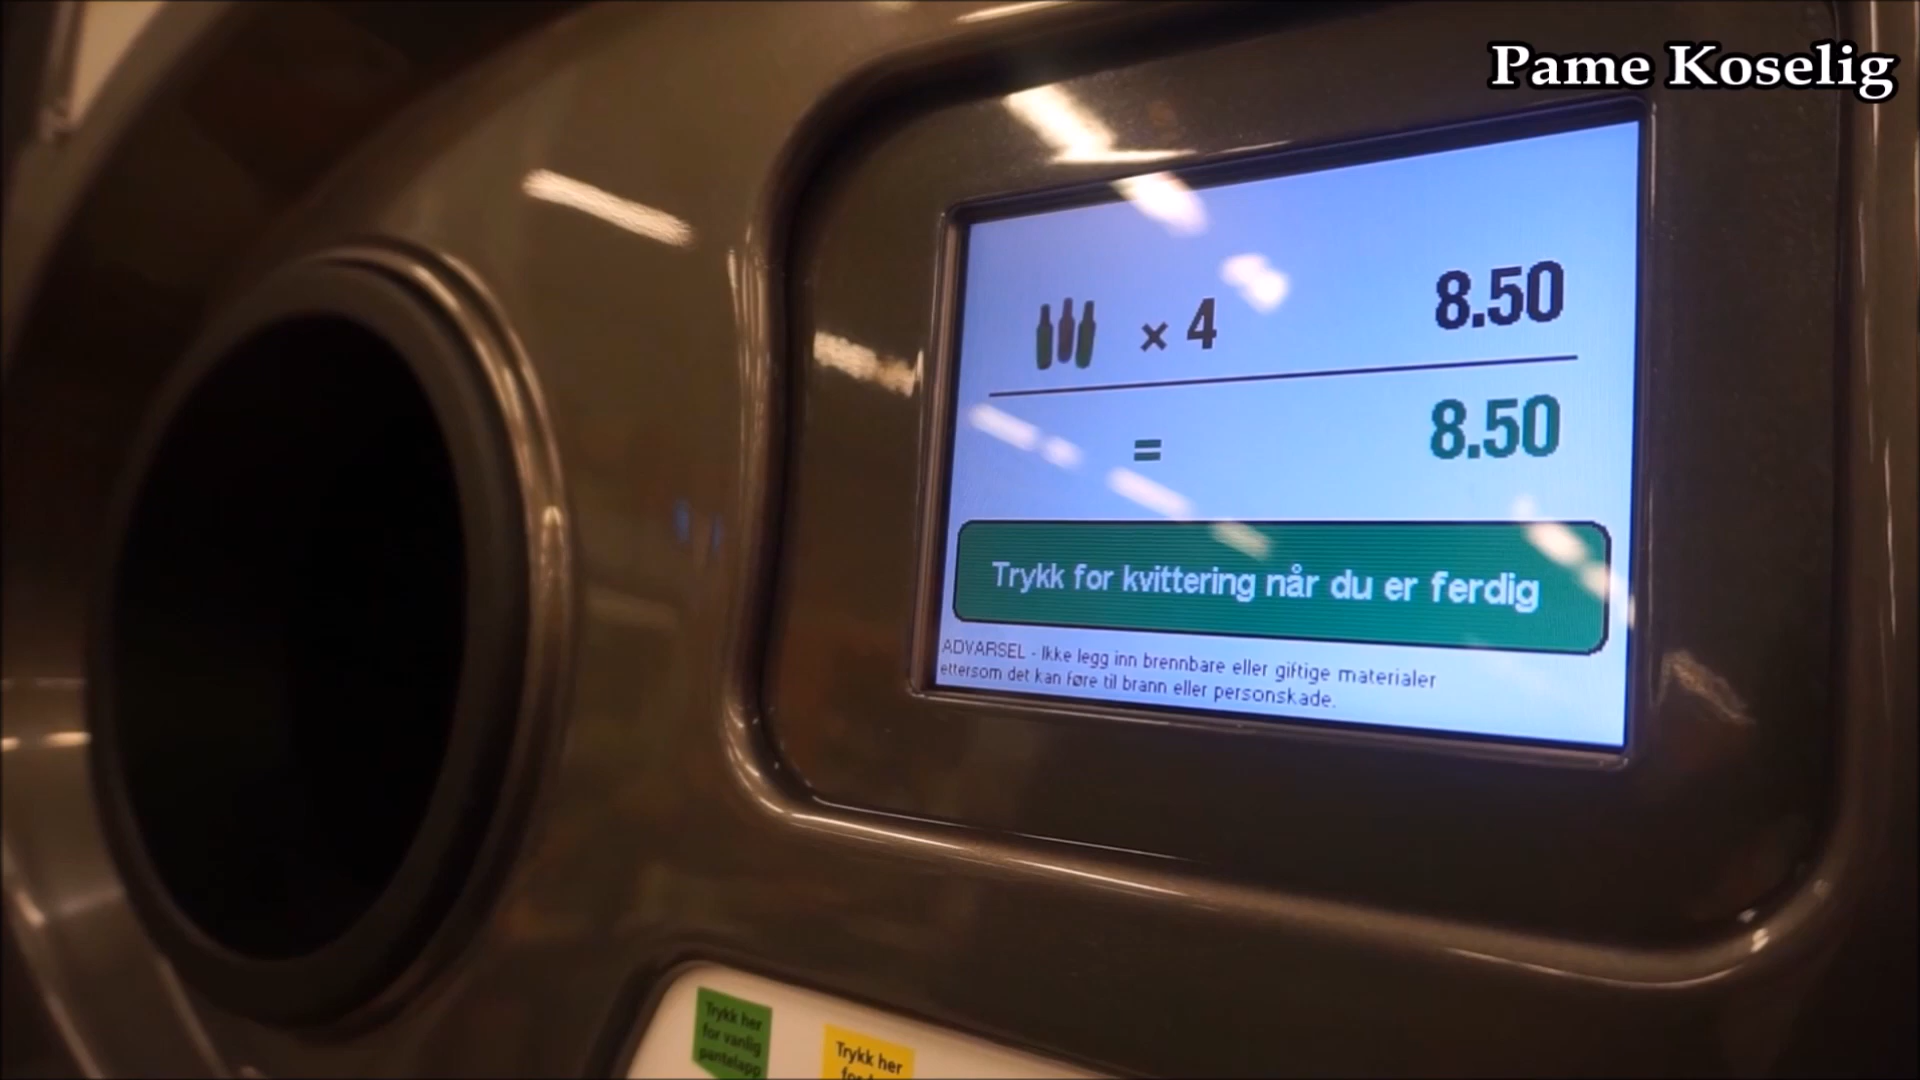 Pame Koselig
× 4 8.50
= 8.50
Trykk for kvittering når du er ferdig
ADVARSEL - Ikke legg inn brennbare eller giftige materialer
ettersom det kan føre til brann eller personskade.
Trykk her
for vanlig
pantelapp
Trykk her